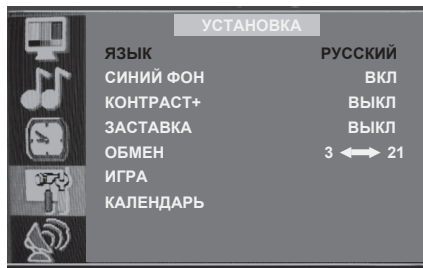 УСТАНОВКА
ЯЗЫК РУССКИЙ
СИНИЙ ФОН ВКЛ
КОНТРАСТ+ ВЫКЛ
ЗАСТАВКА ВЫКЛ
ОБМЕН 3 ⟷ 21
ИГРА
КАЛЕНДАРЬ